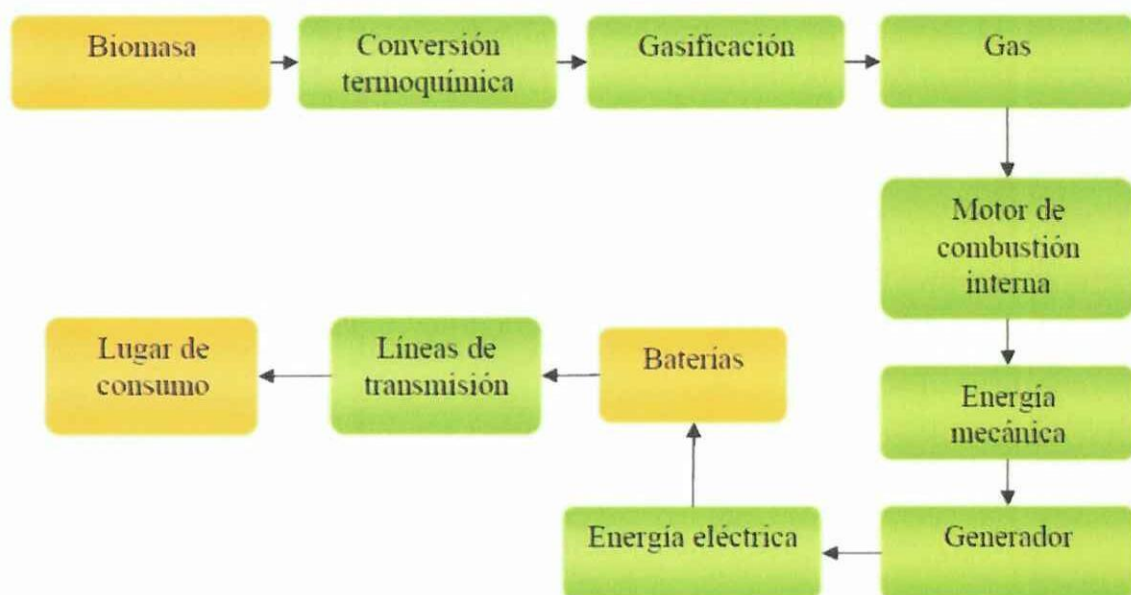 Biomasa
Conversión
termoquímica
Gasificación
Gas
Motor de
combustión
interna
Energía
mecánica
Generador
Energía eléctrica
Baterías
Líneas de
transmisión
Lugar de
consumo